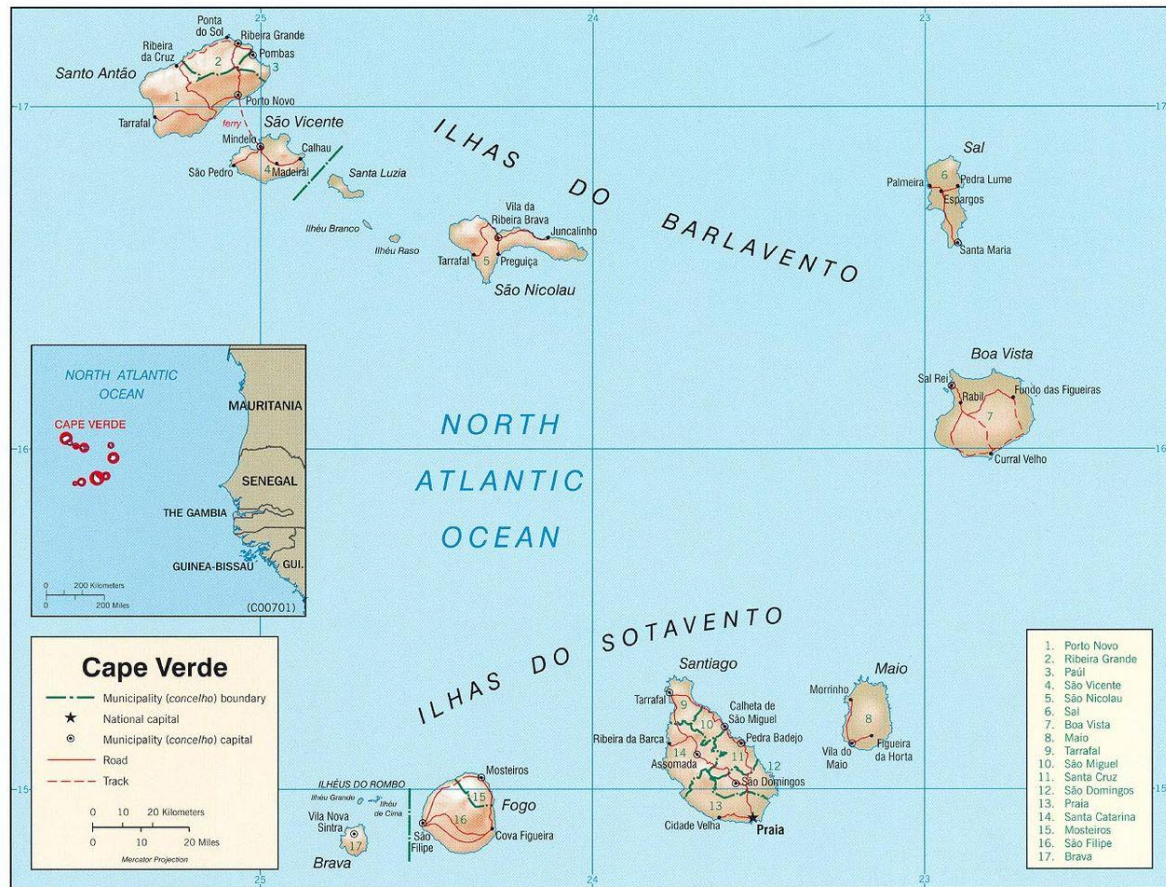 25
24
23
Ponta
do Sol
Ribeira Grande
Ribeira
da Cruz
Pombas
Santo Antão
2
3
1
17
17
Porto Novo
Tarrafal
ferry
São Vicente
Mindelo
Calhau
São Pedro
4
Madeiral
Santa Luzia
Ilhéu Branco
Ilhéu Raso
Vila da
Ribeira Brava
Juncalinho
Tarrafal
5
Preguiça
São Nicolau
ILHAS DO BARLAVENTO
Sal
6
Palmeira
Pedra Lume
Espargos
Santa Maria
Boa Vista
Sal Rei
Rabil
Fundo das Figueiras
7
Curral Velho
16
NORTH
ATLANTIC
OCEAN
NORTH ATLANTIC
OCEAN
CAPE VERDE
MAURITANIA
SENEGAL
THE GAMBIA
GUINEA-BISSAU
GUI.
0 200 Kilometers
0 200 Miles
(C00701)
ILHAS DO SOTAVENTO
Santiago
Tarrafal
9
10
Calheta de
São Miguel
Ribeira da Barca
14
Assomada
11
Pedra Badejo
12
São Domingos
13
Cidade Velha
Praia
Maio
Morrinho
8
Vila do
Maio
Figueira
da Horta
15
15
Mosteiros
15
Fogo
16
São
Filipe
Cova Figueira
ILHÉUS DO ROMBO
Ilhéu Grande
Ilhéu
de Cima
Vila Nova
Sintra
17
Brava
25
24
23
Cape Verde
Municipality (concelho) boundary
National capital
Municipality (concelho) capital
Road
Track
0 10 20 Kilometers
0 10 20 Miles
Mercator Projection
1. Porto Novo
2. Ribeira Grande
3. Paúl
4. São Vicente
5. São Nicolau
6. Sal
7. Boa Vista
8. Maio
9. Tarrafal
10. São Miguel
11. Santa Cruz
12. São Domingos
13. Praia
14. Santa Catarina
15. Mosteiros
16. São Filipe
17. Brava